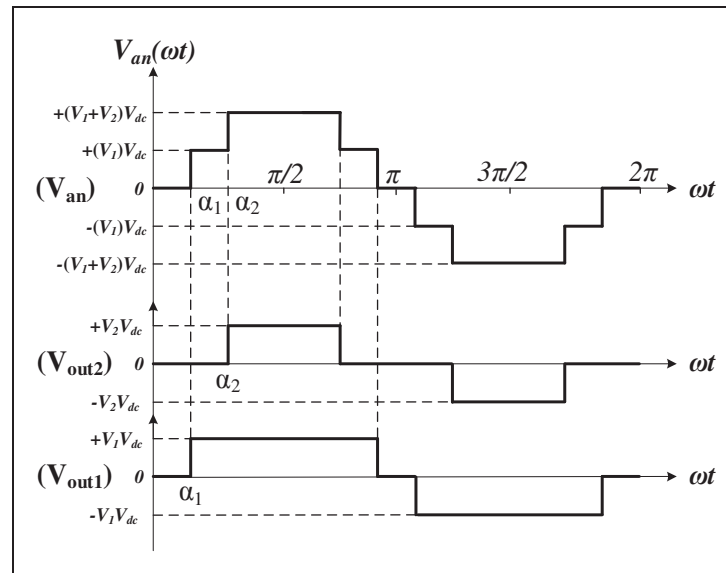 V_an(ωt)
+(V_1+V_2)V_dc
+(V_1)V_dc
(V_an) 0 α_1 α_2 π/2 π 3π/2 2π ωt
-(V_1)V_dc
-(V_1+V_2)V_dc
+V_2V_dc
(V_out2) 0 ωt
α_2
-V_2V_dc
+V_1V_dc
(V_out1) 0 ωt
α_1
-V_1V_dc